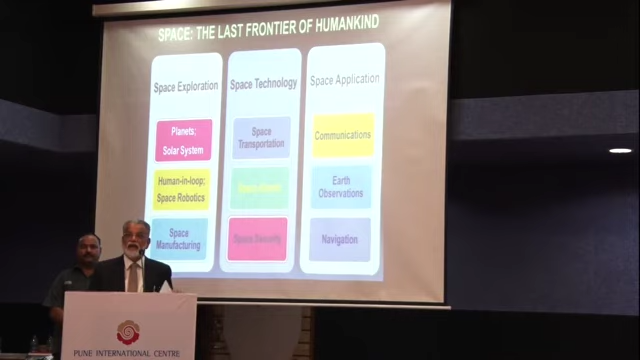 SPACE: THE LAST FRONTIER OF HUMANKIND
Space Exploration
Planets;
Solar System
Human-in-loop;
Space Robotics
Space
Manufacturing
Space Technology
Space
Transportation
Space
Space Security
Space Application
Communications
Earth
Observations
Navigation
PUNE INTERNATIONAL CENTRE